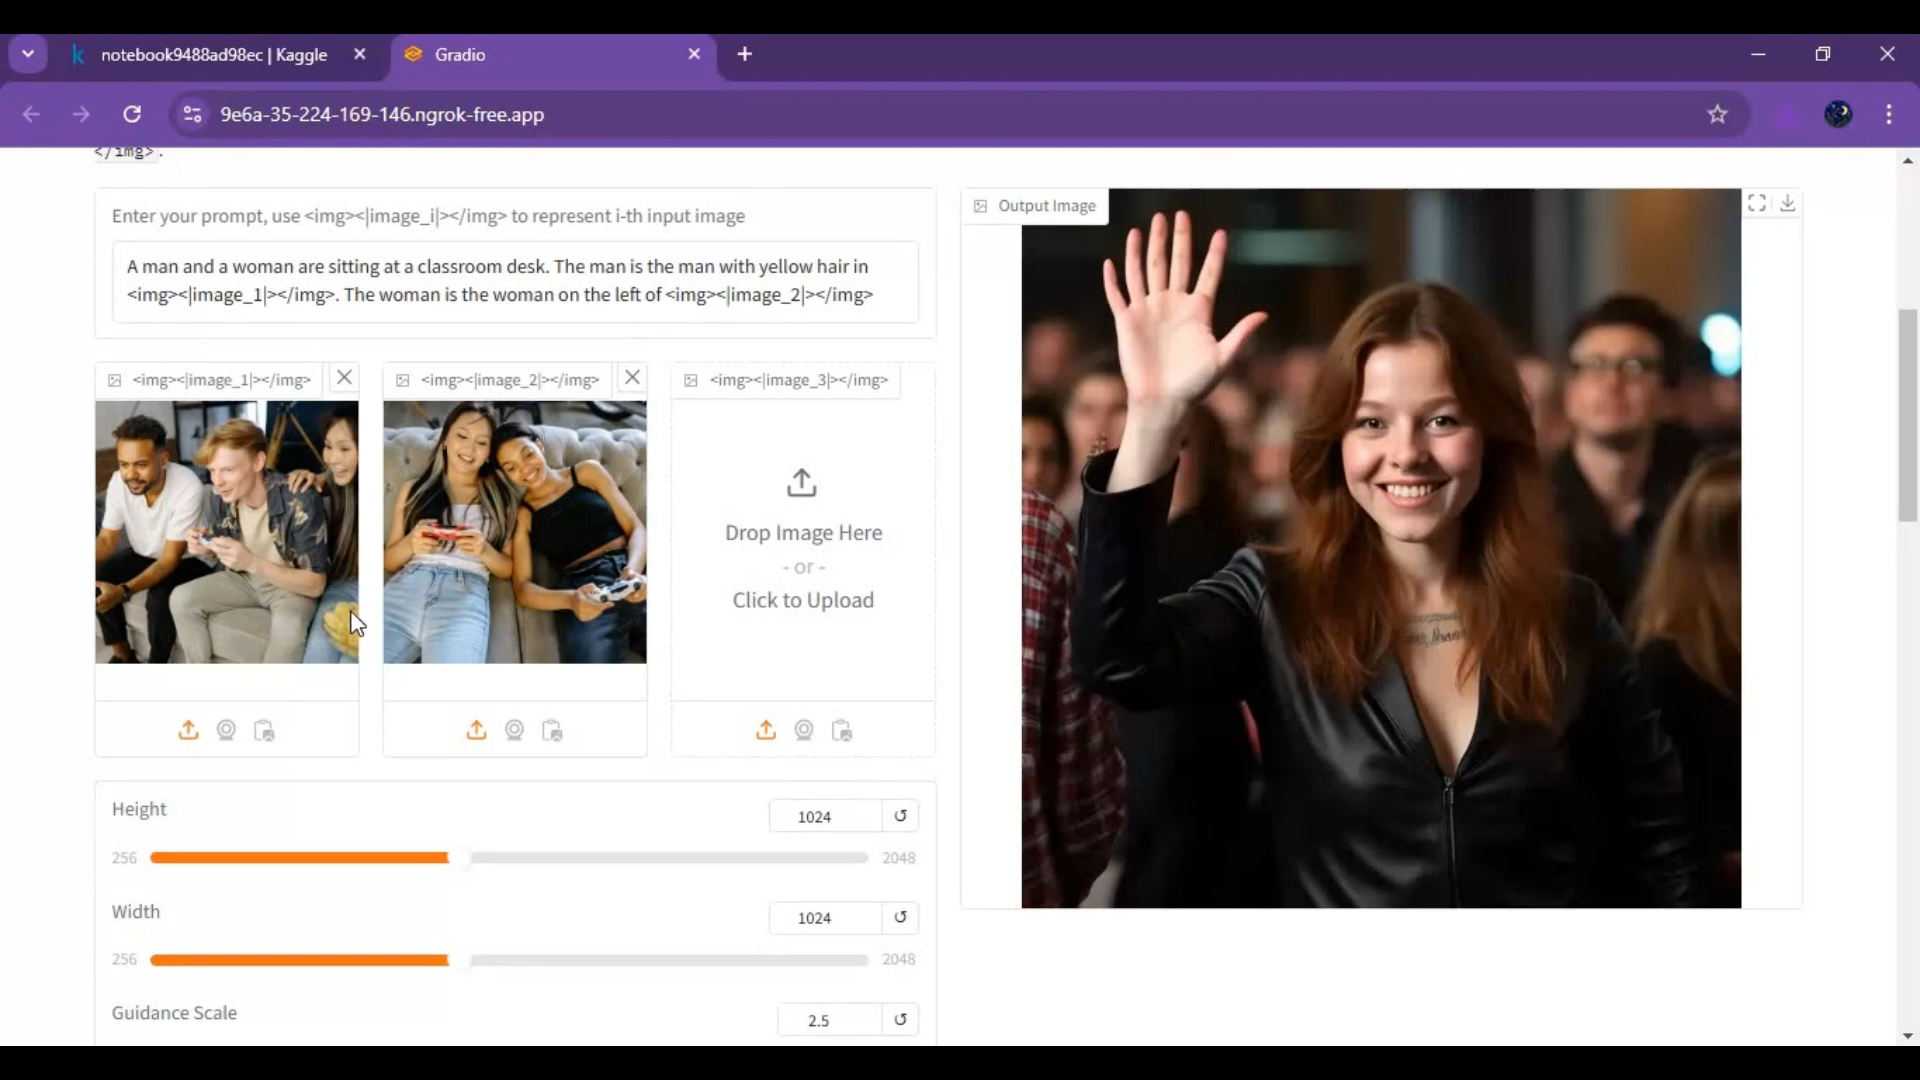 notebook9488ad98ec | Kaggle
Gradio
9e6a-35-224-169-146.ngrok-free.app
</img>.
Enter your prompt, use <img><|image_i|></img> to represent i-th input image
A man and a woman are sitting at a classroom desk. The man is the man with yellow hair in
<img><|image_1|></img>. The woman is the woman on the left of <img><|image_2|></img>
<img><|image_1|></img>
<img><|image_2|></img>
<img><|image_3|></img>
Drop Image Here
- or -
Click to Upload
Height
1024
256
2048
Width
1024
256
2048
Guidance Scale
2.5
Output Image